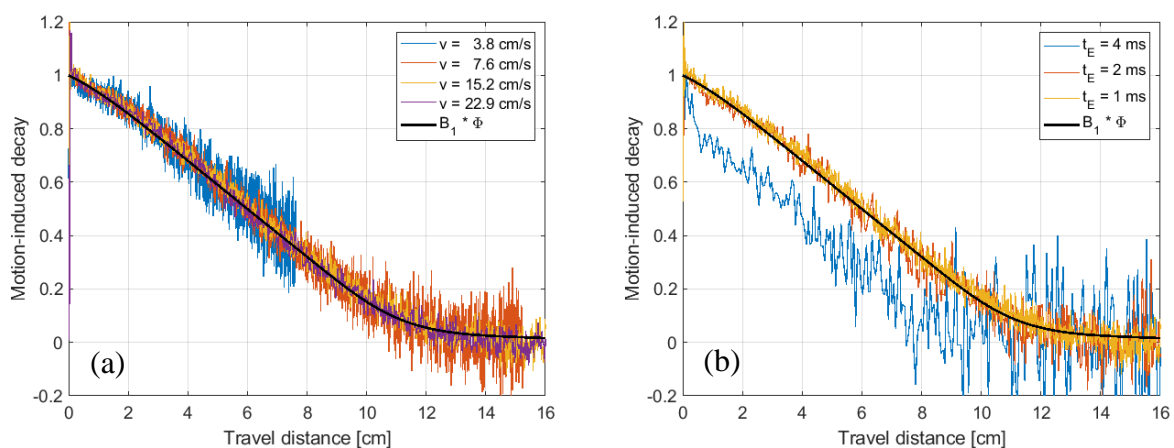 1.2
1
0.8
0.6
0.4
0.2
0
-0.2
Motion-induced decay
0 2 4 6 8 10 12 14 16
Travel distance [cm]
v = 3.8 cm/s
v = 7.6 cm/s
v = 15.2 cm/s
v = 22.9 cm/s
B₁ * Φ
(a)
1.2
1
0.8
0.6
0.4
0.2
0
-0.2
Motion-induced decay
0 2 4 6 8 10 12 14 16
Travel distance [cm]
t_E = 4 ms
t_E = 2 ms
t_E = 1 ms
B₁ * Φ
(b)